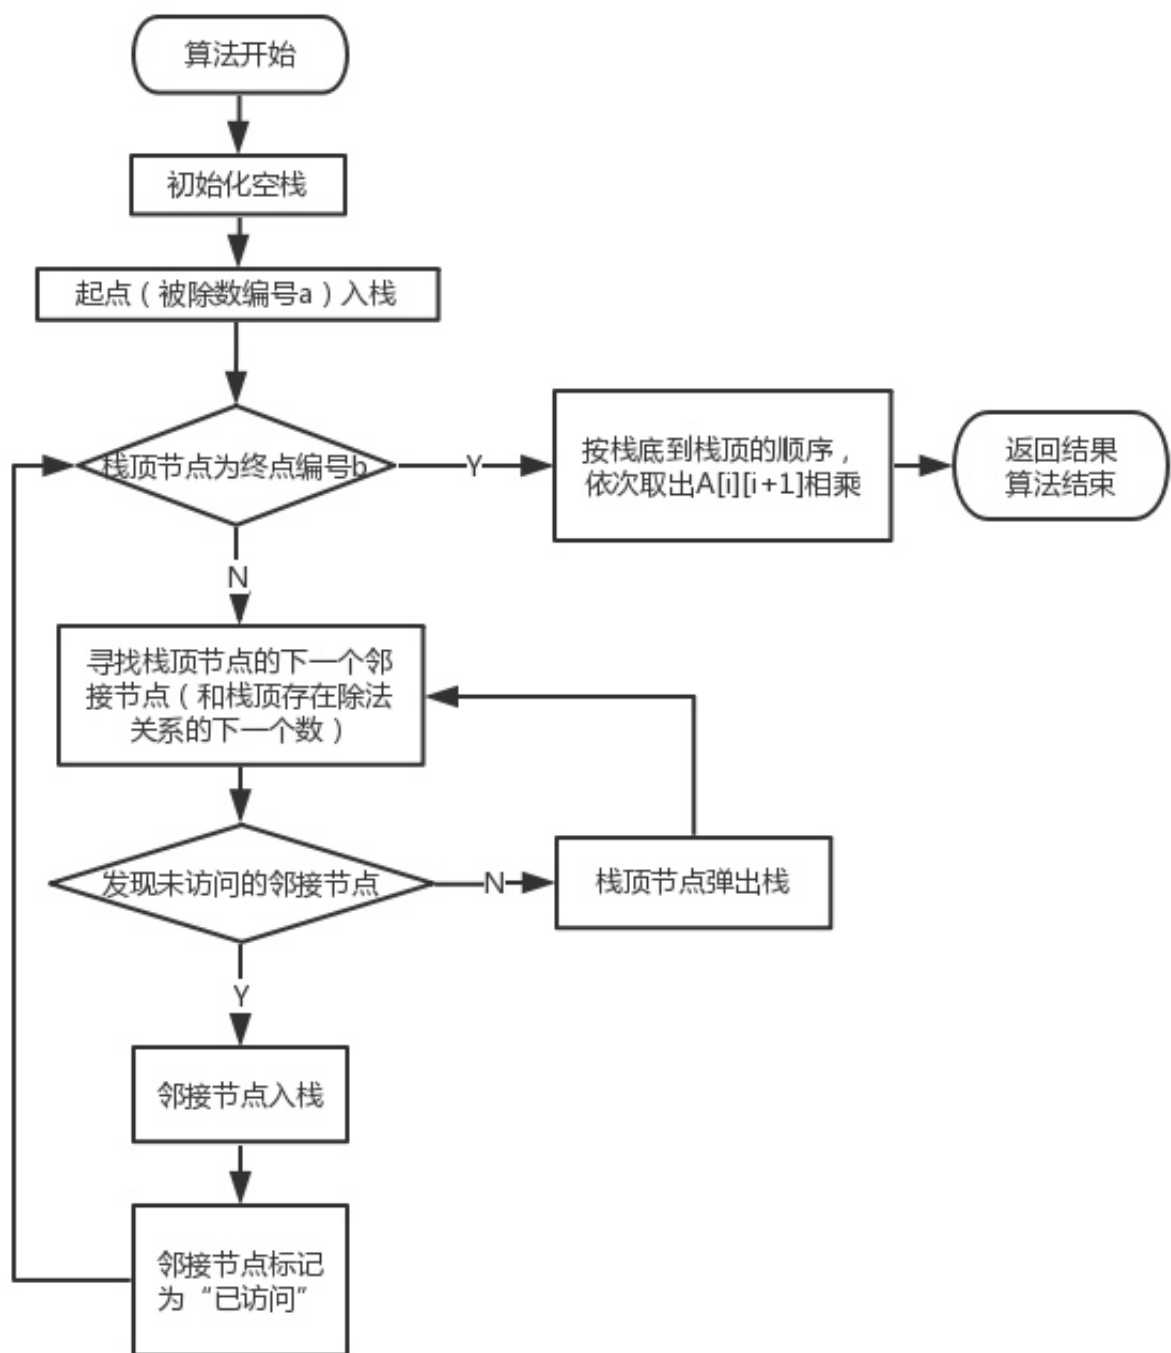 算法开始
初始化空栈
起点（被除数编号a）入栈
栈顶节点为终点编号b
Y
按栈底到栈顶的顺序，
依次取出A[i][i+1]相乘
返回结果
算法结束
N
寻找栈顶节点的下一个邻
接节点（和栈顶存在除法
关系的下一个数）
发现未访问的邻接节点
N
栈顶节点弹出栈
Y
邻接节点入栈
邻接节点标记
为“已访问”